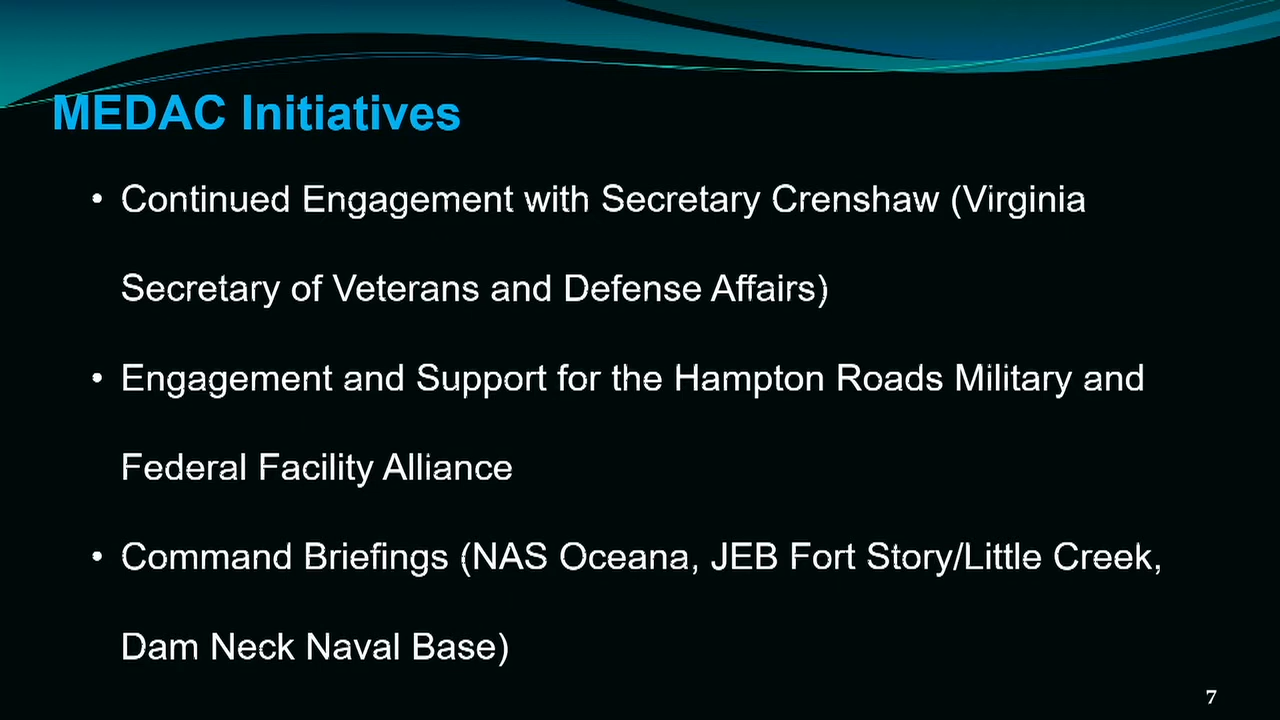 MEDAC Initiatives
• Continued Engagement with Secretary Crenshaw (Virginia
Secretary of Veterans and Defense Affairs)
• Engagement and Support for the Hampton Roads Military and
Federal Facility Alliance
• Command Briefings (NAS Oceana, JEB Fort Story/Little Creek,
Dam Neck Naval Base)
7